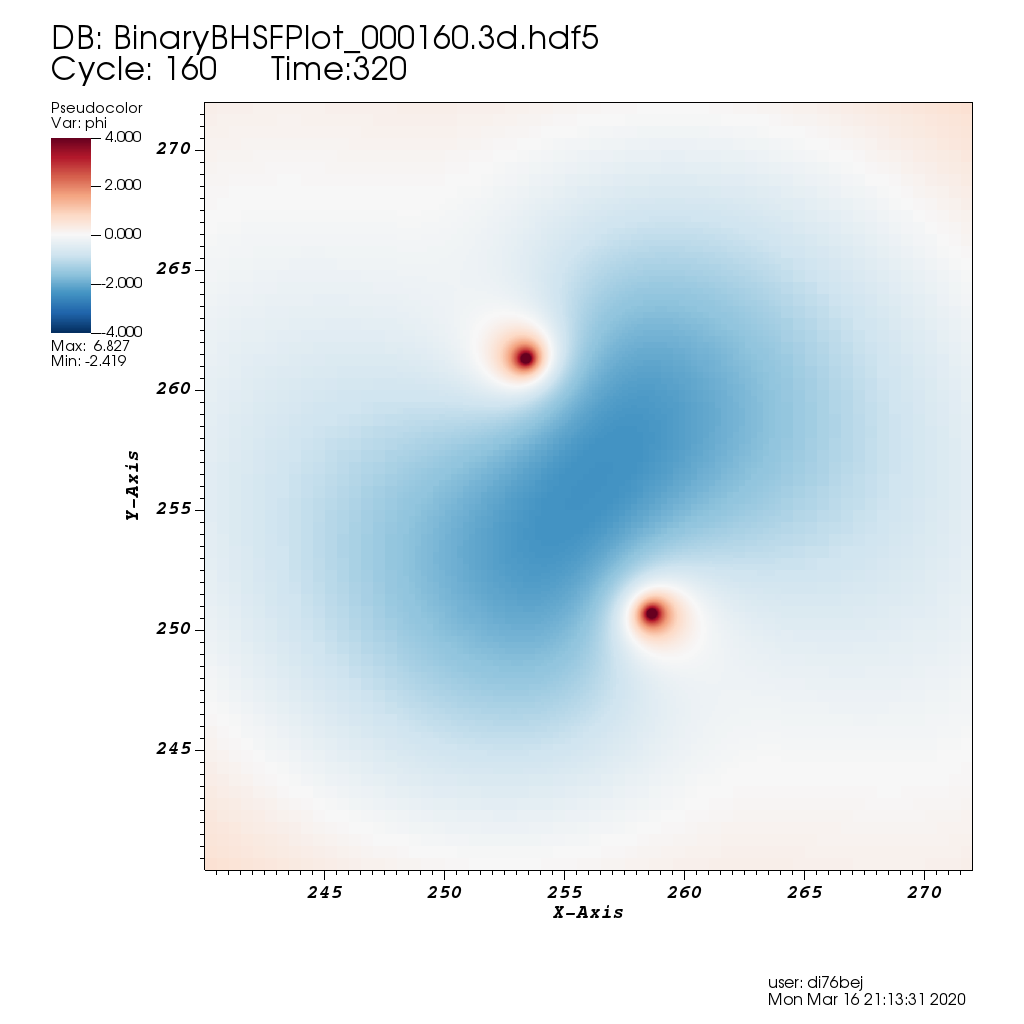 DB: BinaryBHSFPlot_000160.3d.hdf5
Cycle: 160 Time:320
Pseudocolor
Var: phi
4.000
2.000
0.000
-2.000
-4.000
Max: 6.827
Min: -2.419
270
265
260
255
250
245
Y-Axis
245 250 255 260 265 270
X-Axis
user: di76bej
Mon Mar 16 21:13:31 2020